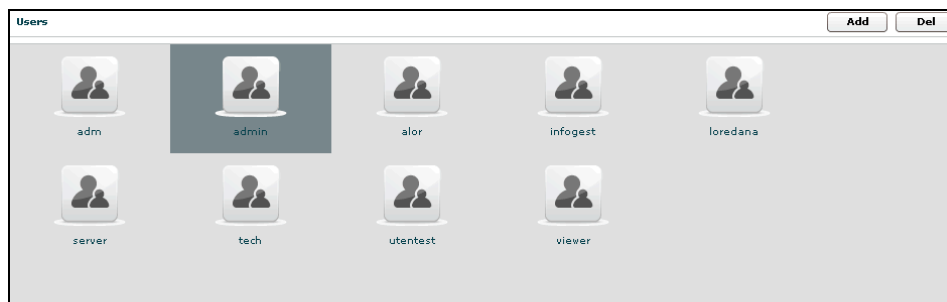 Users Add Del
adm admin alor infogest loredana
server tech utentest viewer